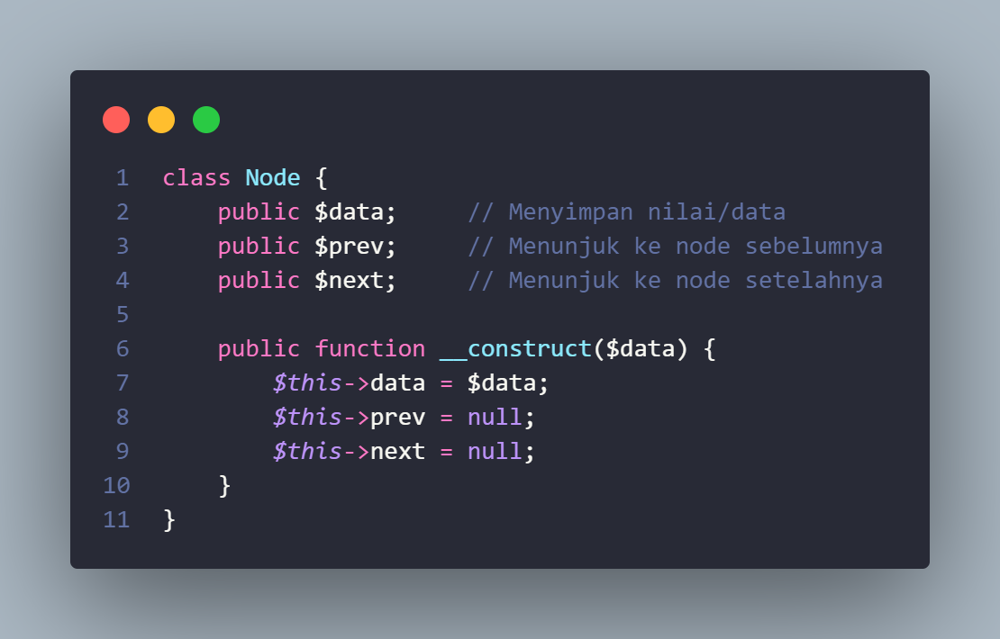 1 class Node {
2     public $data;     // Menyimpan nilai/data
3     public $prev;     // Menunjuk ke node sebelumnya
4     public $next;     // Menunjuk ke node setelahnya
5
6     public function __construct($data) {
7         $this->data = $data;
8         $this->prev = null;
9         $this->next = null;
10     }
11 }